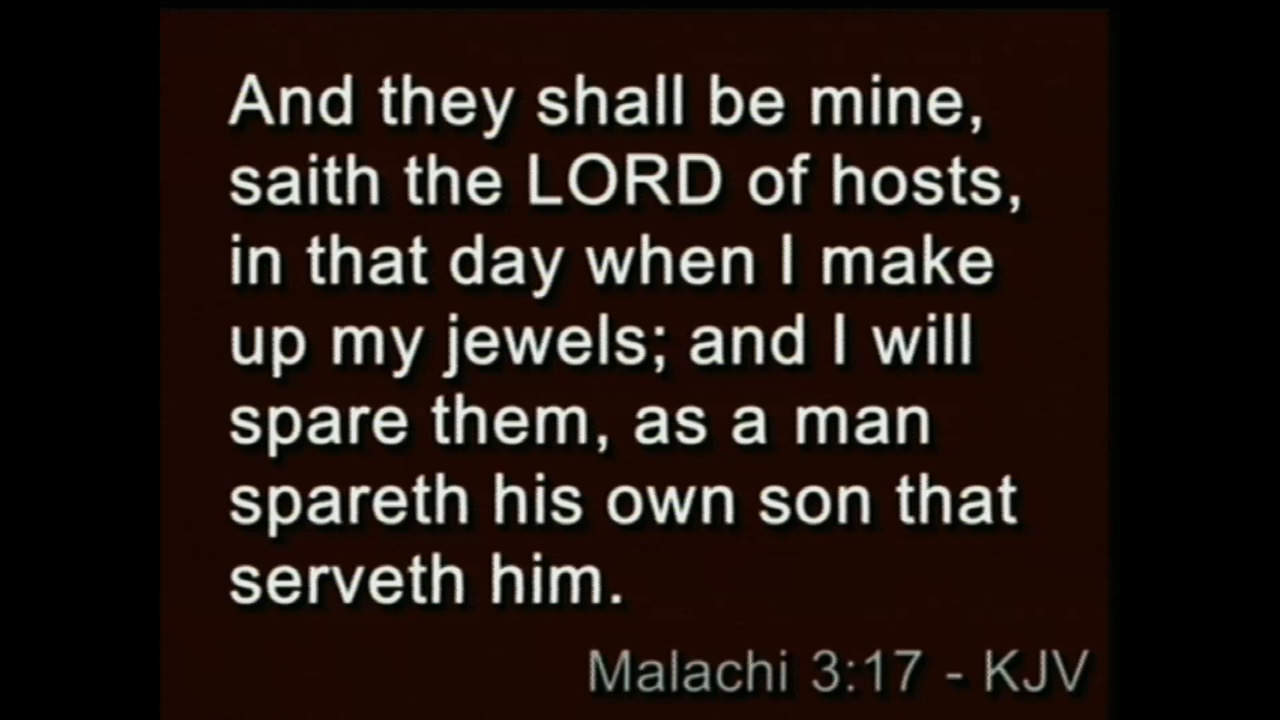 And they shall be mine,
saith the LORD of hosts,
in that day when I make
up my jewels; and I will
spare them, as a man
spareth his own son that
serveth him.
Malachi 3:17 - KJV